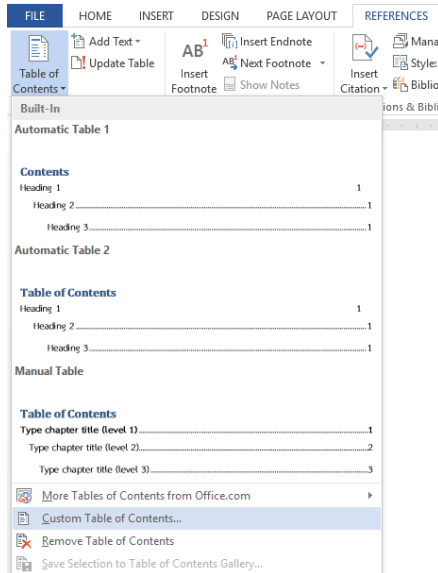 FILE HOME INSERT DESIGN PAGE LAYOUT REFERENCES
Add Text Insert Endnote Mana
Update Table AB1 Next Footnote Style:
Table of Contents Insert Footnote Show Notes Insert Citation Biblio
ions & Bibli
Built-In
Automatic Table 1
Contents
Heading 1 1
Heading 2........1
Heading 3........1
Automatic Table 2
Table of Contents
Heading 1 1
Heading 2........1
Heading 3........1
Manual Table
Table of Contents
Type chapter title (level 1)........1
Type chapter title (level 2)........2
Type chapter title (level 3)........3
More Tables of Contents from Office.com
Custom Table of Contents...
Remove Table of Contents
Save Selection to Table of Contents Gallery...